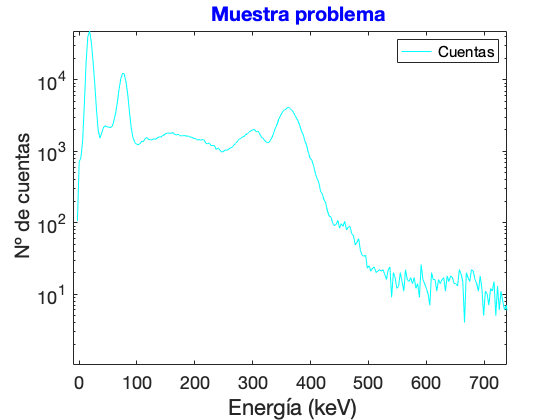 Muestra problema
Cuentas
Nº de cuentas
10⁴
10³
10²
10¹
0 100 200 300 400 500 600 700
Energía (keV)